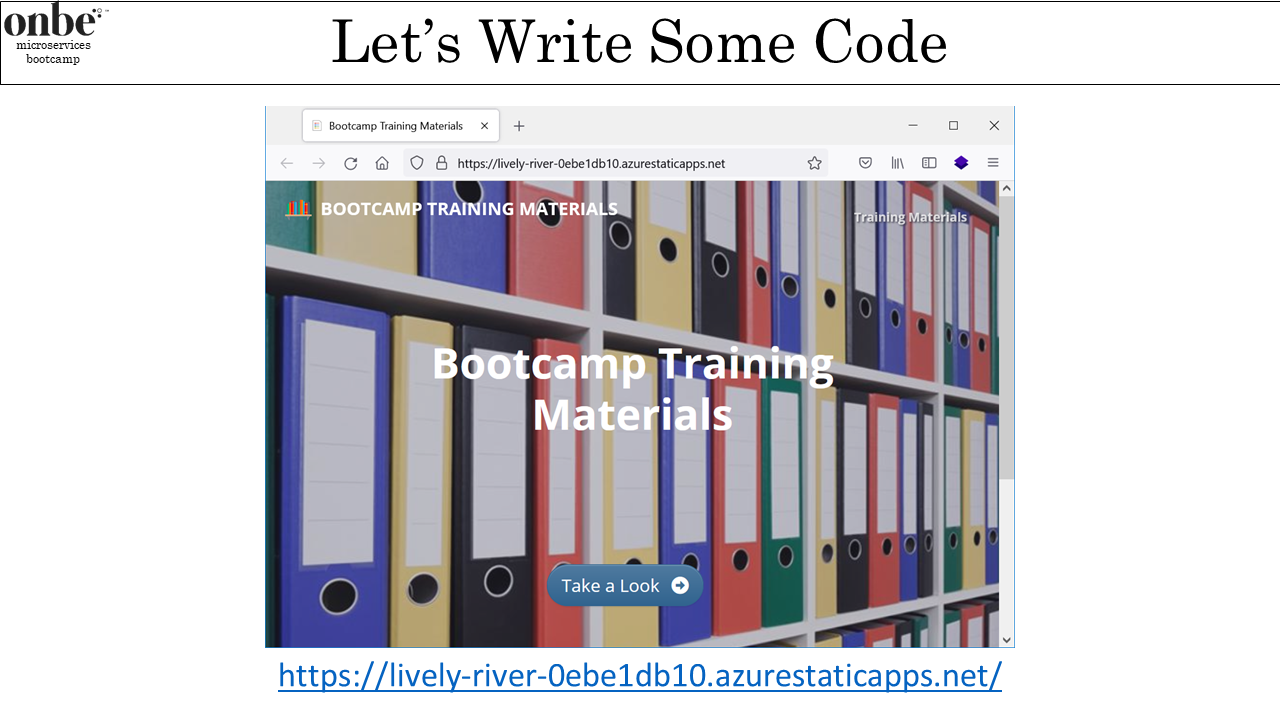 onbe
microservices
bootcamp
Let's Write Some Code
Bootcamp Training Materials
https://lively-river-0ebe1db10.azurestaticapps.net
BOOTCAMP TRAINING MATERIALS
Training Materials
Bootcamp Training
Materials
Take a Look
https://lively-river-0ebe1db10.azurestaticapps.net/